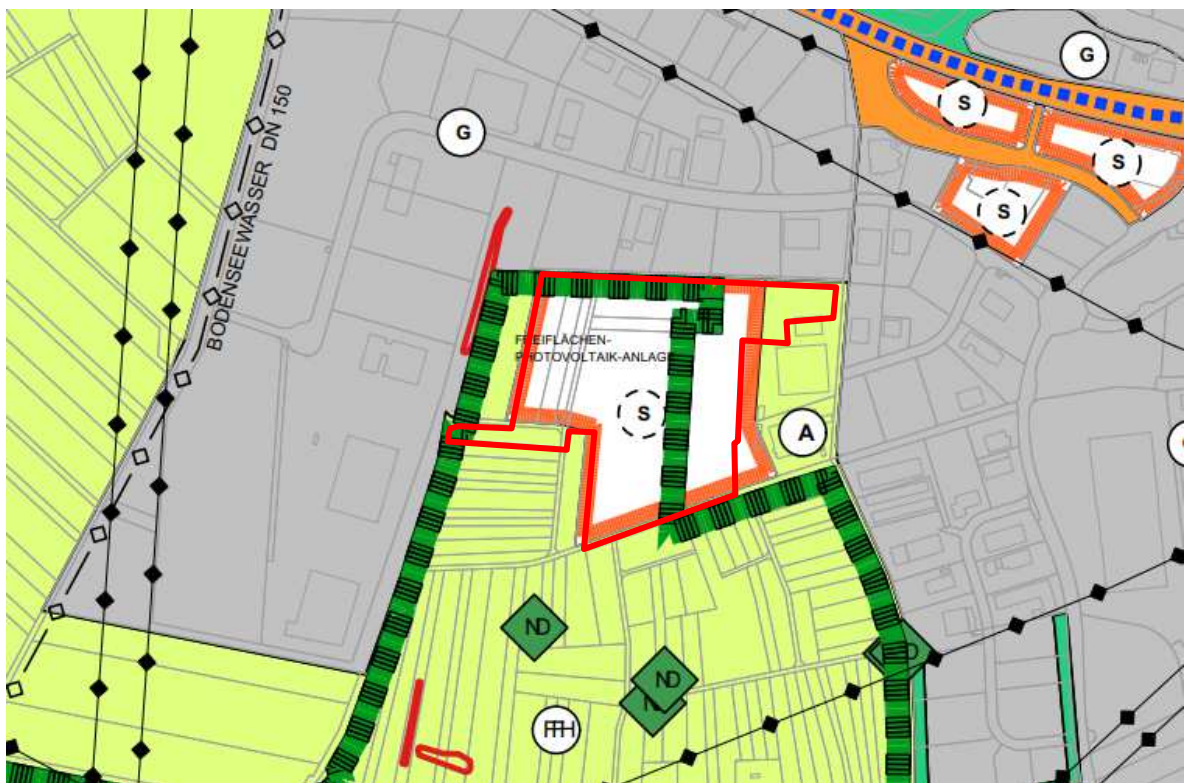 G
S
G
S
S
BODENSEEWASSER DN 150
FREIFLÄCHEN-
PHOTOVOLTAIK-ANLAGE
S
A
ND
ND
FFH